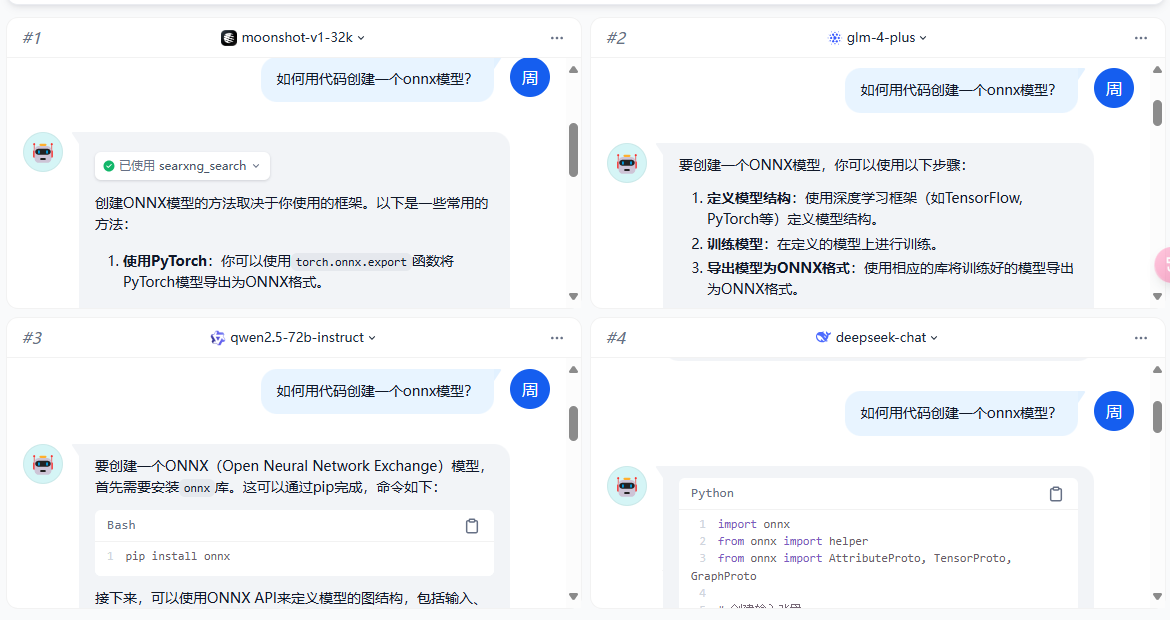 #1
moonshot-v1-32k
如何用代码创建一个onnx模型？
周
已使用 searxng_search
创建ONNX模型的方法取决于你使用的框架。以下是一些常用的
方法：
1. 使用PyTorch：你可以使用 torch.onnx.export 函数将
PyTorch模型导出为ONNX格式。
#2
glm-4-plus
如何用代码创建一个onnx模型？
周
要创建一个ONNX模型，你可以使用以下步骤：
1. 定义模型结构：使用深度学习框架（如TensorFlow,
PyTorch等）定义模型结构。
2. 训练模型：在定义的模型上进行训练。
3. 导出模型为ONNX格式：使用相应的库将训练好的模型导出
为ONNX格式。
#3
qwen2.5-72b-instruct
如何用代码创建一个onnx模型？
周
要创建一个ONNX（Open Neural Network Exchange）模型，
首先需要安装 onnx 库。这可以通过pip完成，命令如下：
Bash
1 pip install onnx
接下来，可以使用ONNX API来定义模型的图结构，包括输入、
#4
deepseek-chat
如何用代码创建一个onnx模型？
周
Python
1 import onnx
2 from onnx import helper
3 from onnx import AttributeProto, TensorProto,
GraphProto
4